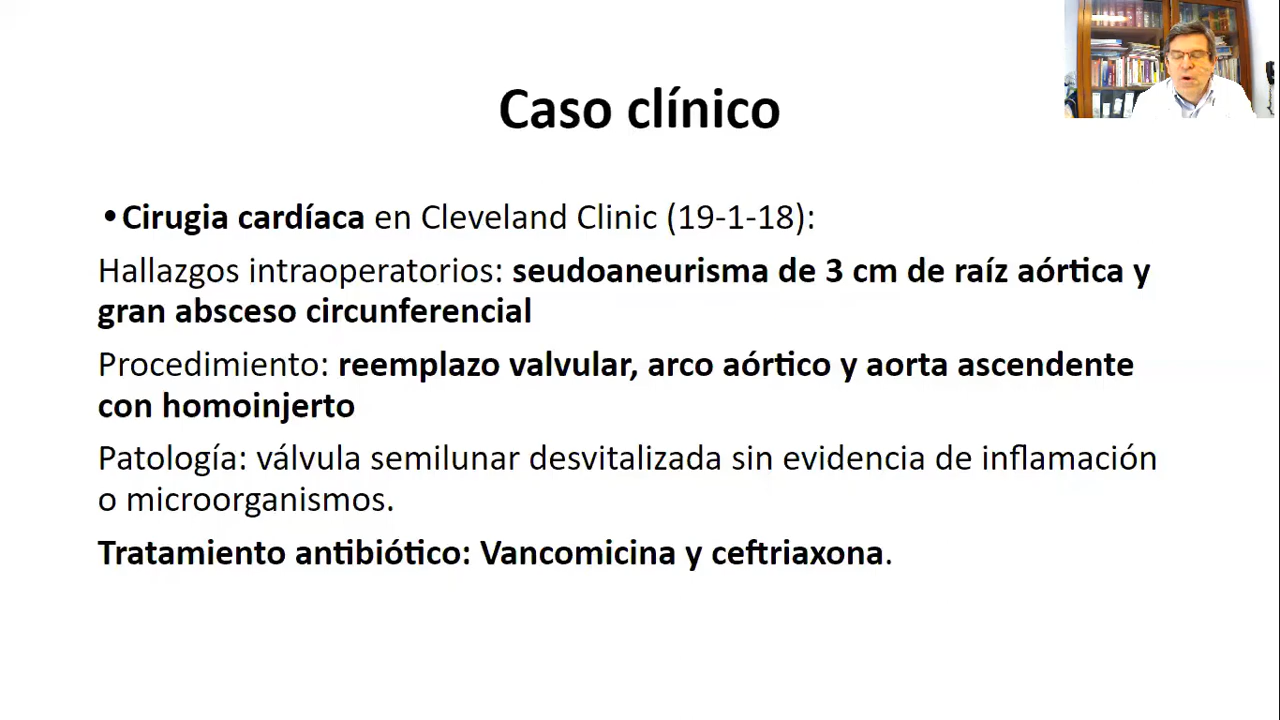 Caso clínico
•Cirugia cardíaca en Cleveland Clinic (19-1-18):
Hallazgos intraoperatorios: seudoaneurisma de 3 cm de raíz aórtica y
gran absceso circunferencial
Procedimiento: reemplazo valvular, arco aórtico y aorta ascendente
con homoinjerto
Patología: válvula semilunar desvitalizada sin evidencia de inflamación
o microorganismos.
Tratamiento antibiótico: Vancomicina y ceftriaxona.